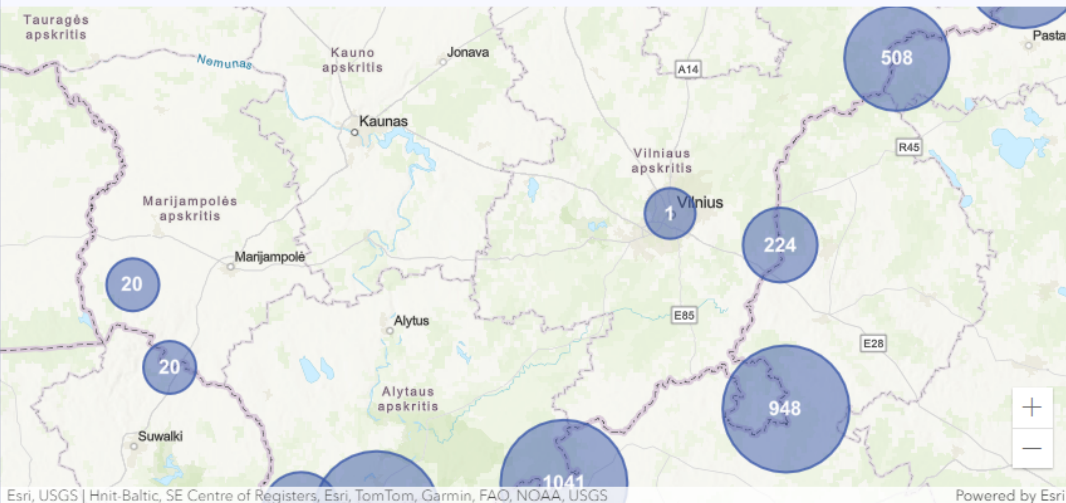 Tauragės
apskritis
Kauno
apskritis
Jonava
Nemunas
A14
508
Pasta
Kaunas
R45
Vilniaus
apskritis
Marijampolės
apskritis
1
Vilnius
224
Marijampolė
20
E85
Alytus
E28
20
Alytaus
apskritis
948
+
Suwalki
−
1041
Esri, USGS | Hnit-Baltic, SE Centre of Registers, Esri, TomTom, Garmin, FAO, NOAA, USGS
Powered by Esri